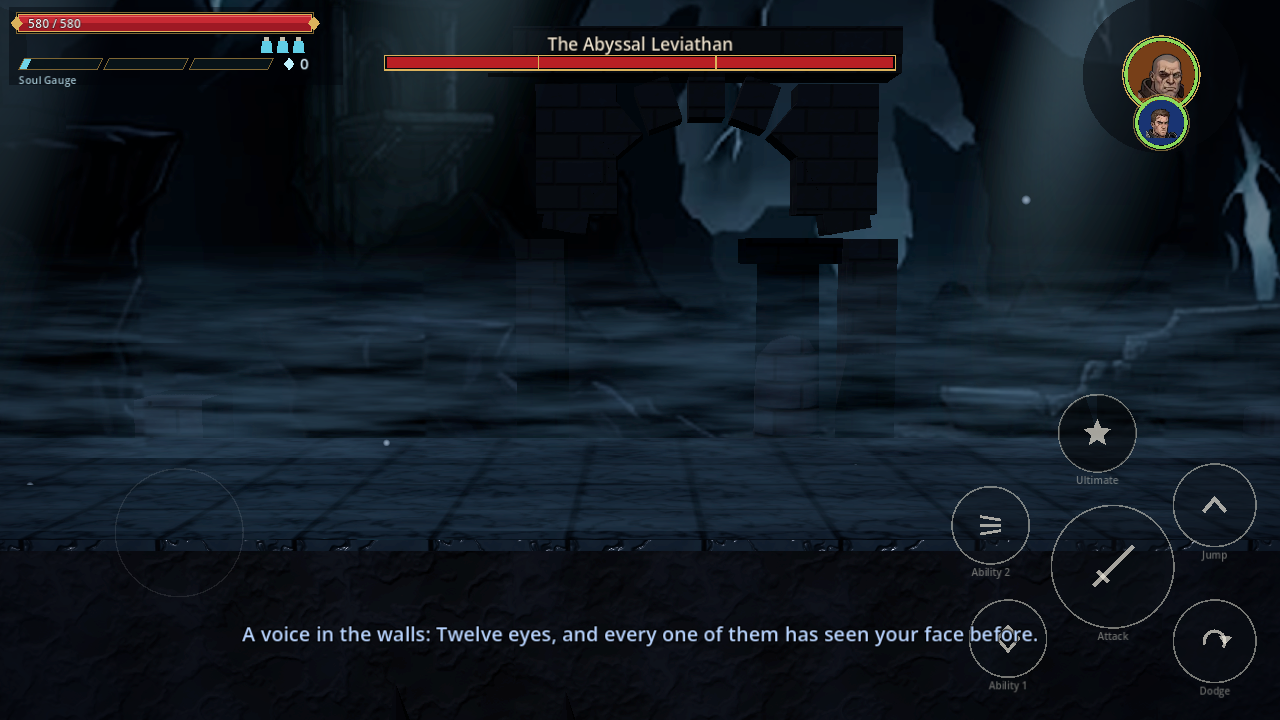 580 / 580
The Abyssal Leviathan
0
Soul Gauge
Ultimate
Jump
Ability 2
A voice in the walls: Twelve eyes, and every one of them has seen your face before.
Attack
Ability 1
Dodge